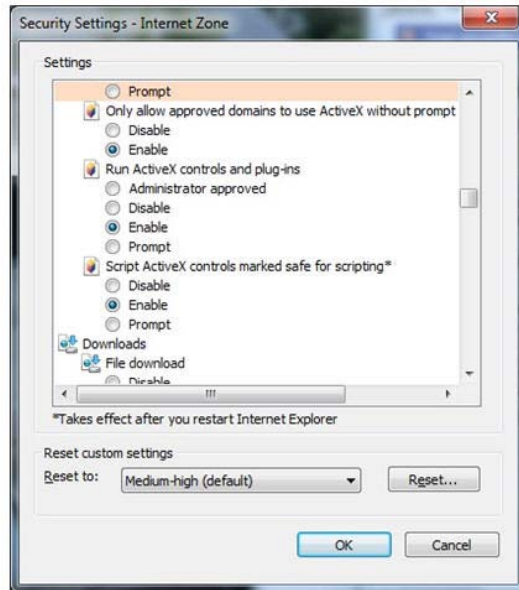 Security Settings - Internet Zone
Settings
Prompt
Only allow approved domains to use ActiveX without prompt
Disable
Enable
Run ActiveX controls and plug-ins
Administrator approved
Disable
Enable
Prompt
Script ActiveX controls marked safe for scripting*
Disable
Enable
Prompt
Downloads
File download
Disable
*Takes effect after you restart Internet Explorer
Reset custom settings
Reset to:
Medium-high (default)
Reset...
OK
Cancel